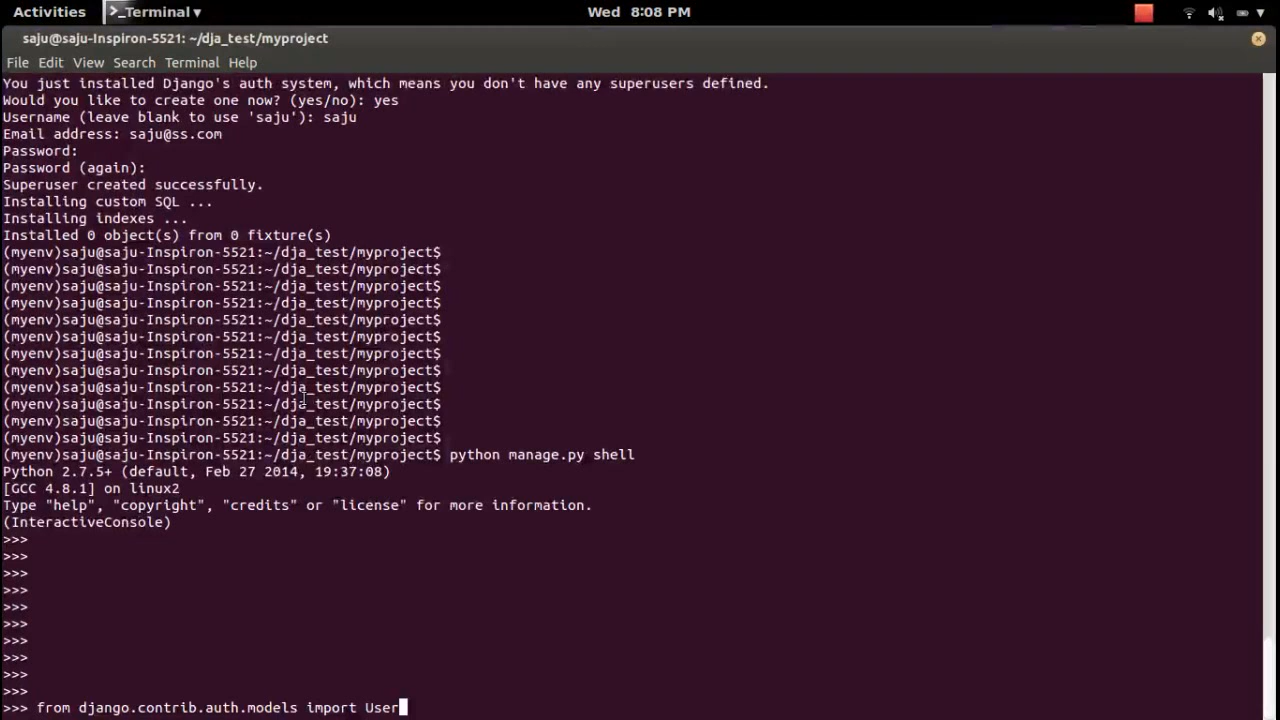 Activities >_Terminal ▾ Wed 8:08 PM
saju@saju-Inspiron-5521: ~/dja_test/myproject
File Edit View Search Terminal Help
You just installed Django's auth system, which means you don't have any superusers defined.
Would you like to create one now? (yes/no): yes
Username (leave blank to use 'saju'): saju
Email address: saju@ss.com
Password:
Password (again):
Superuser created successfully.
Installing custom SQL ...
Installing indexes ...
Installed 0 object(s) from 0 fixture(s)
(myenv)saju@saju-Inspiron-5521:~/dja_test/myproject$
(myenv)saju@saju-Inspiron-5521:~/dja_test/myproject$
(myenv)saju@saju-Inspiron-5521:~/dja_test/myproject$
(myenv)saju@saju-Inspiron-5521:~/dja_test/myproject$
(myenv)saju@saju-Inspiron-5521:~/dja_test/myproject$
(myenv)saju@saju-Inspiron-5521:~/dja_test/myproject$
(myenv)saju@saju-Inspiron-5521:~/dja_test/myproject$
(myenv)saju@saju-Inspiron-5521:~/dja_test/myproject$
(myenv)saju@saju-Inspiron-5521:~/dja_test/myproject$
(myenv)saju@saju-Inspiron-5521:~/dja_test/myproject$
(myenv)saju@saju-Inspiron-5521:~/dja_test/myproject$
(myenv)saju@saju-Inspiron-5521:~/dja_test/myproject$
(myenv)saju@saju-Inspiron-5521:~/dja_test/myproject$ python manage.py shell
Python 2.7.5+ (default, Feb 27 2014, 19:37:08)
[GCC 4.8.1] on linux2
Type "help", "copyright", "credits" or "license" for more information.
(InteractiveConsole)
>>>
>>>
>>>
>>>
>>>
>>>
>>>
>>>
>>>
>>>
>>> from django.contrib.auth.models import User